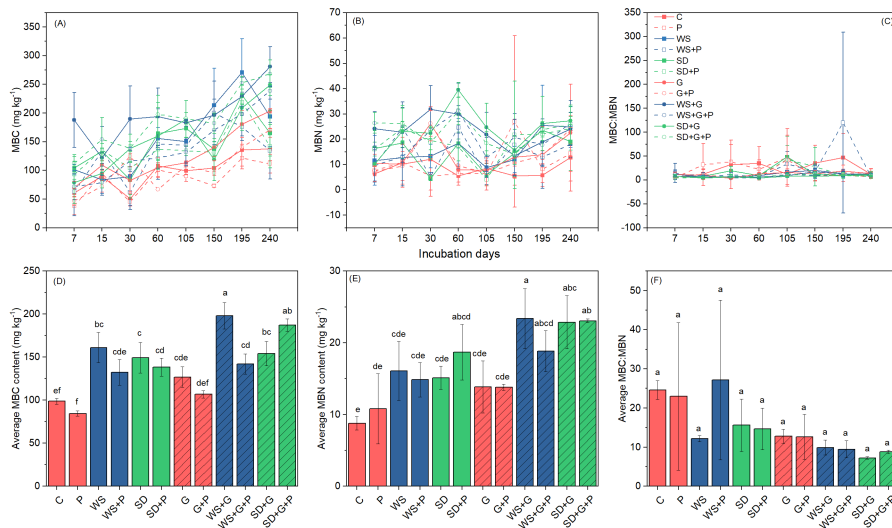 (A)
MBC (mg kg⁻¹)
400
350
300
250
200
150
100
50
0
7 15 30 60 105 150 195 240
(B)
MBN (mg kg⁻¹)
70
60
50
40
30
20
10
0
-10
7 15 30 60 105 150 195 240
Incubation days
(C)
MBC:MBN
350
300
250
200
150
100
50
0
-50
-100
7 15 30 60 105 150 195 240
C
P
WS
WS+P
SD
SD+P
G
G+P
WS+G
WS+G+P
SD+G
SD+G+P
(D)
Average MBC content (mg kg⁻¹)
250
200
150
100
50
0
ef f bc cde c cd cde def a cd bc ab
C P WS WS+P SD SD+P G G+P WS+G WS+G+P SD+G SD+G+P
(E)
Average MBN content (mg kg⁻¹)
30
20
10
0
e cde cde cde cde abcd cde cde a abcd abc ab
C P WS WS+P SD SD+P G G+P WS+G WS+G+P SD+G SD+G+P
(F)
Average MBC:MBN
50
40
30
20
10
0
a a a a a a a a a a a a
C P WS WS+P SD SD+P G G+P WS+G WS+G+P SD+G SD+G+P